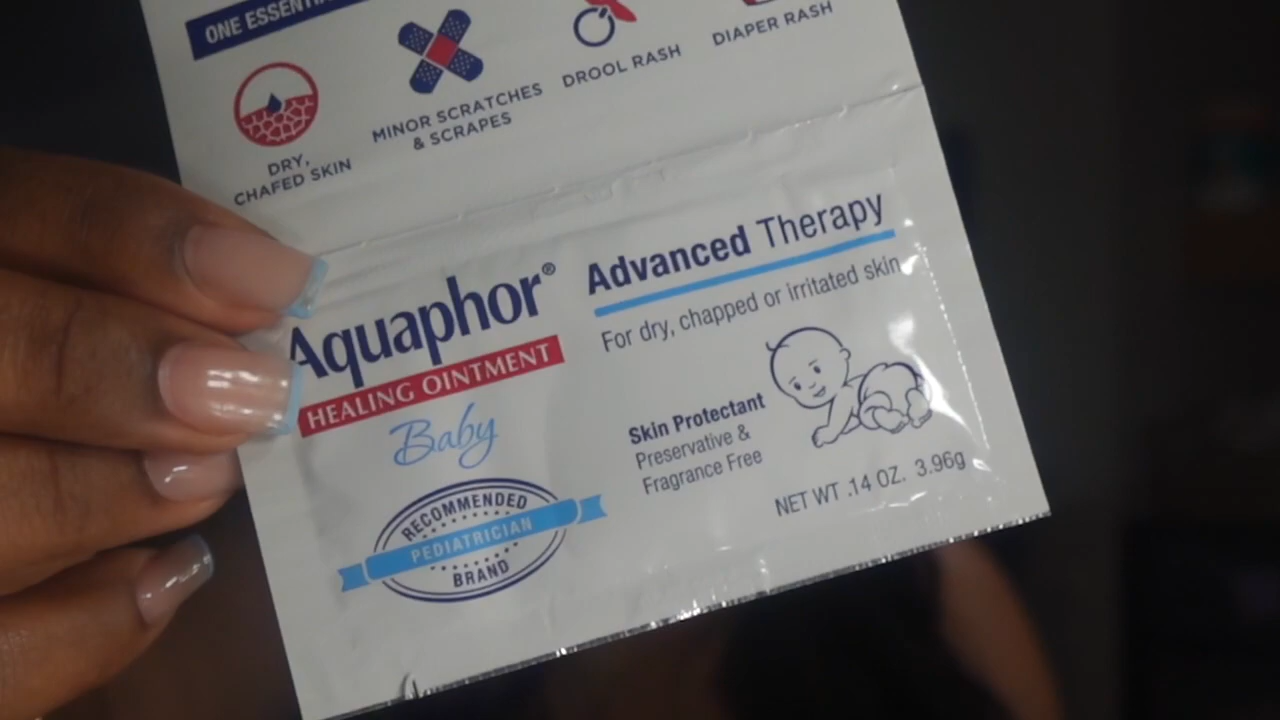 ONE ESSENTIAL
DRY,
CHAFED SKIN
MINOR SCRATCHES
& SCRAPES
DROOL RASH
DIAPER RASH
Aquaphor®
HEALING OINTMENT
Baby
RECOMMENDED
PEDIATRICIAN
BRAND
Advanced Therapy
For dry, chapped or irritated skin
Skin Protectant
Preservative &
Fragrance Free
NET WT .14 OZ. 3.96g